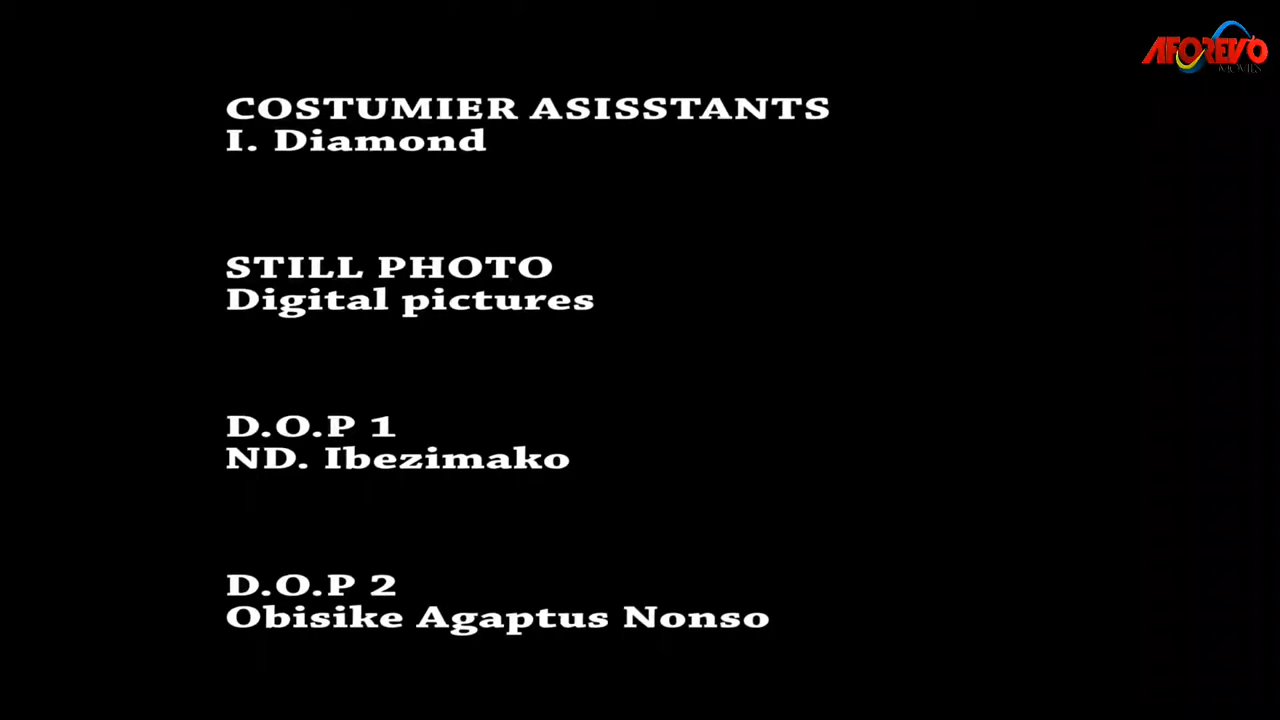 AFOREVO
MOVIES
COSTUMIER ASISSTANTS
I. Diamond
STILL PHOTO
Digital pictures
D.O.P 1
ND. Ibezimako
D.O.P 2
Obisike Agaptus Nonso